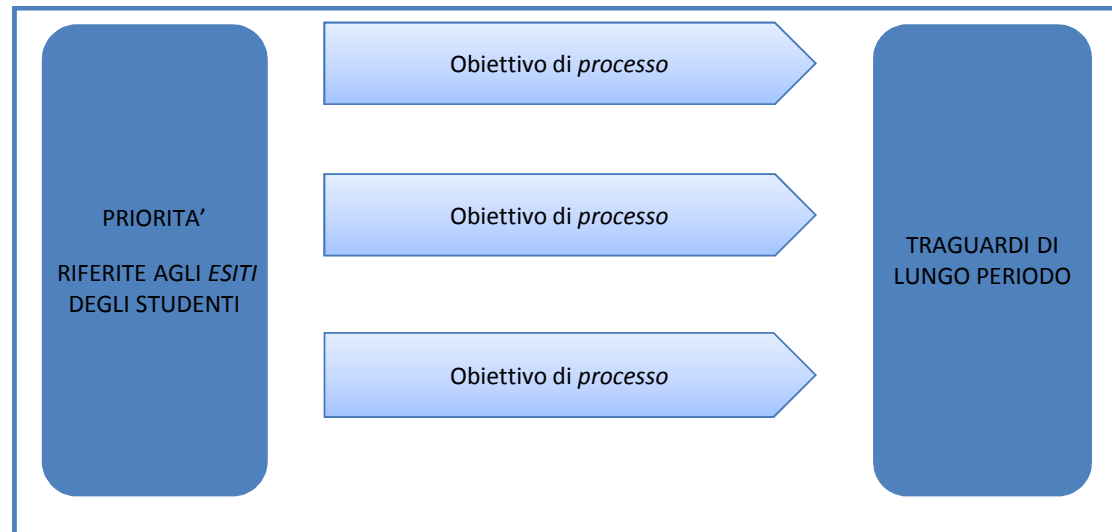 PRIORITA’
RIFERITE AGLI ESITI
DEGLI STUDENTI
Obiettivo di processo
Obiettivo di processo
Obiettivo di processo
TRAGUARDI DI
LUNGO PERIODO